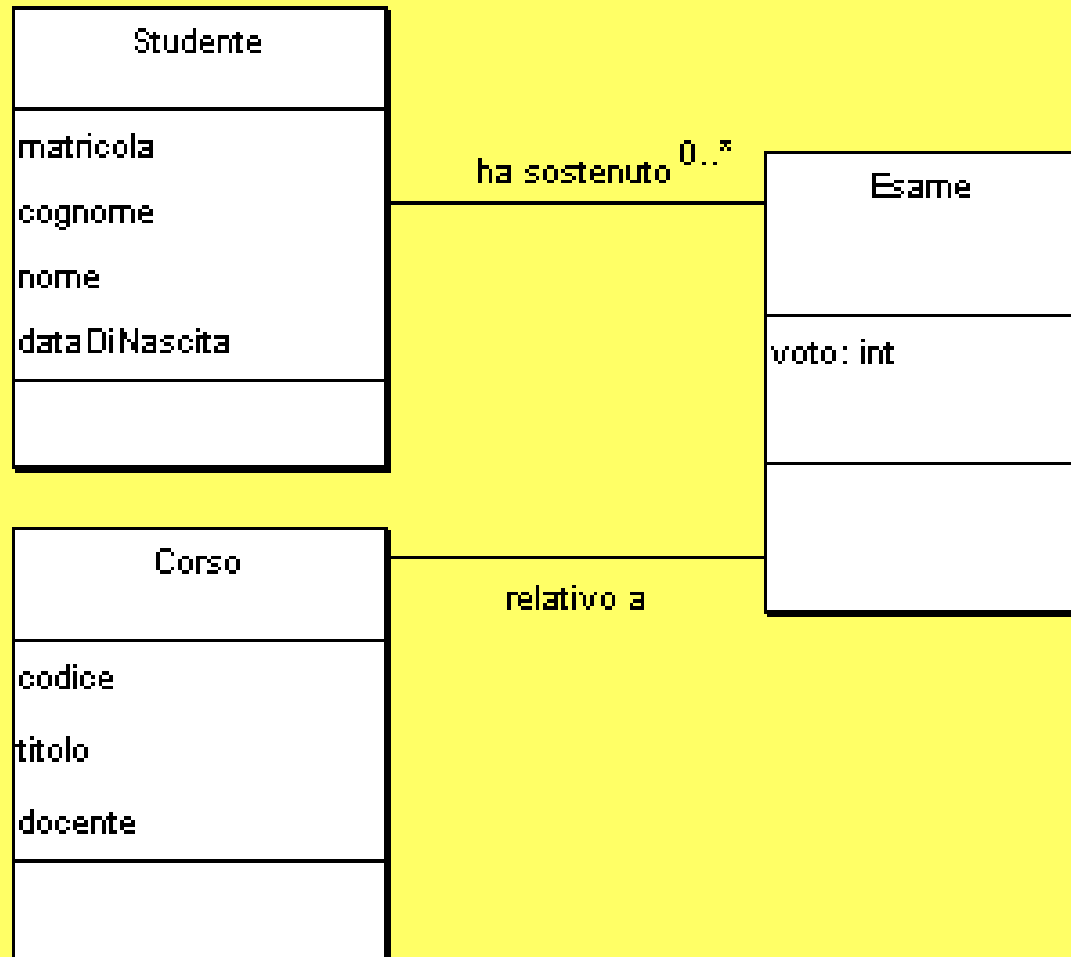 Studente
matricola
cognome
nome
dataDiNascita
ha sostenuto 0..*
Esame
voto: int
Corso
relativo a
codice
titolo
docente